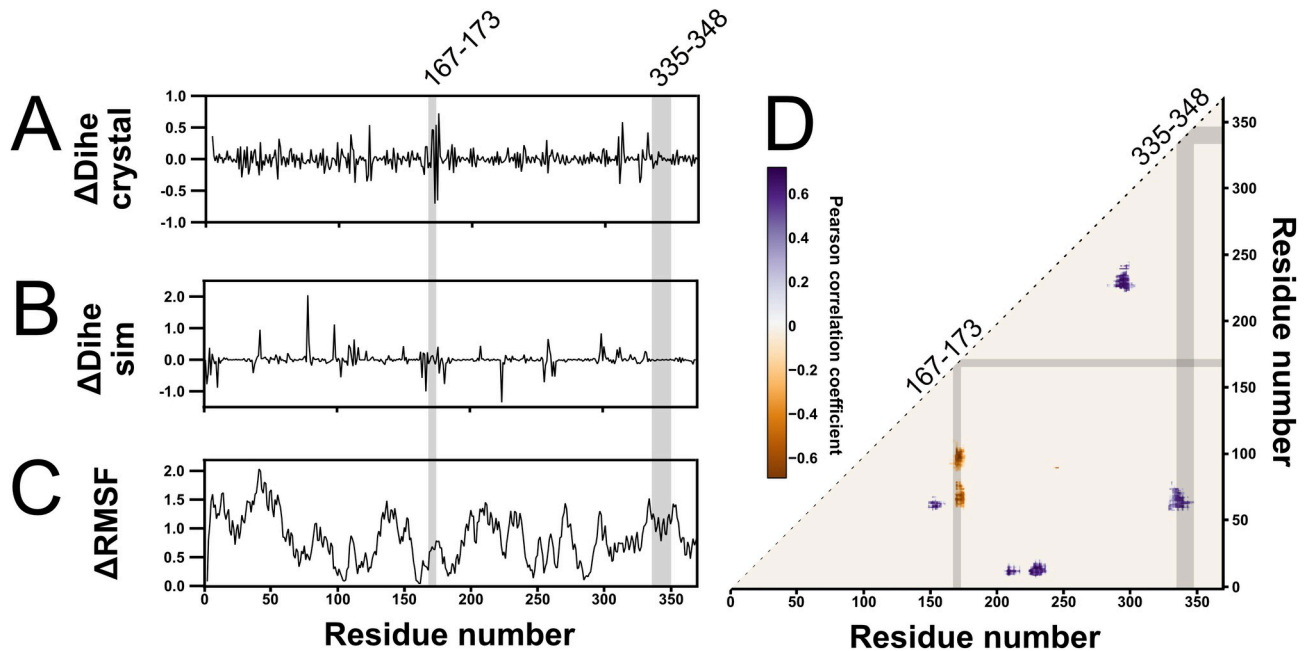 167-173
335-348
A
ΔDihe
crystal
1.0
0.5
0.0
-0.5
-1.0
B
ΔDihe
sim
2.0
1.0
0.0
-1.0
C
ΔRMSF
2.0
1.5
1.0
0.5
0.0
0 50 100 150 200 250 300 350
Residue number
D
0.6
0.4
0.2
0
−0.2
−0.4
−0.6
Pearson correlation coefficient
167-173
335-348
350
300
250
200
150
100
50
0
Residue number
0 50 100 150 200 250 300 350
Residue number